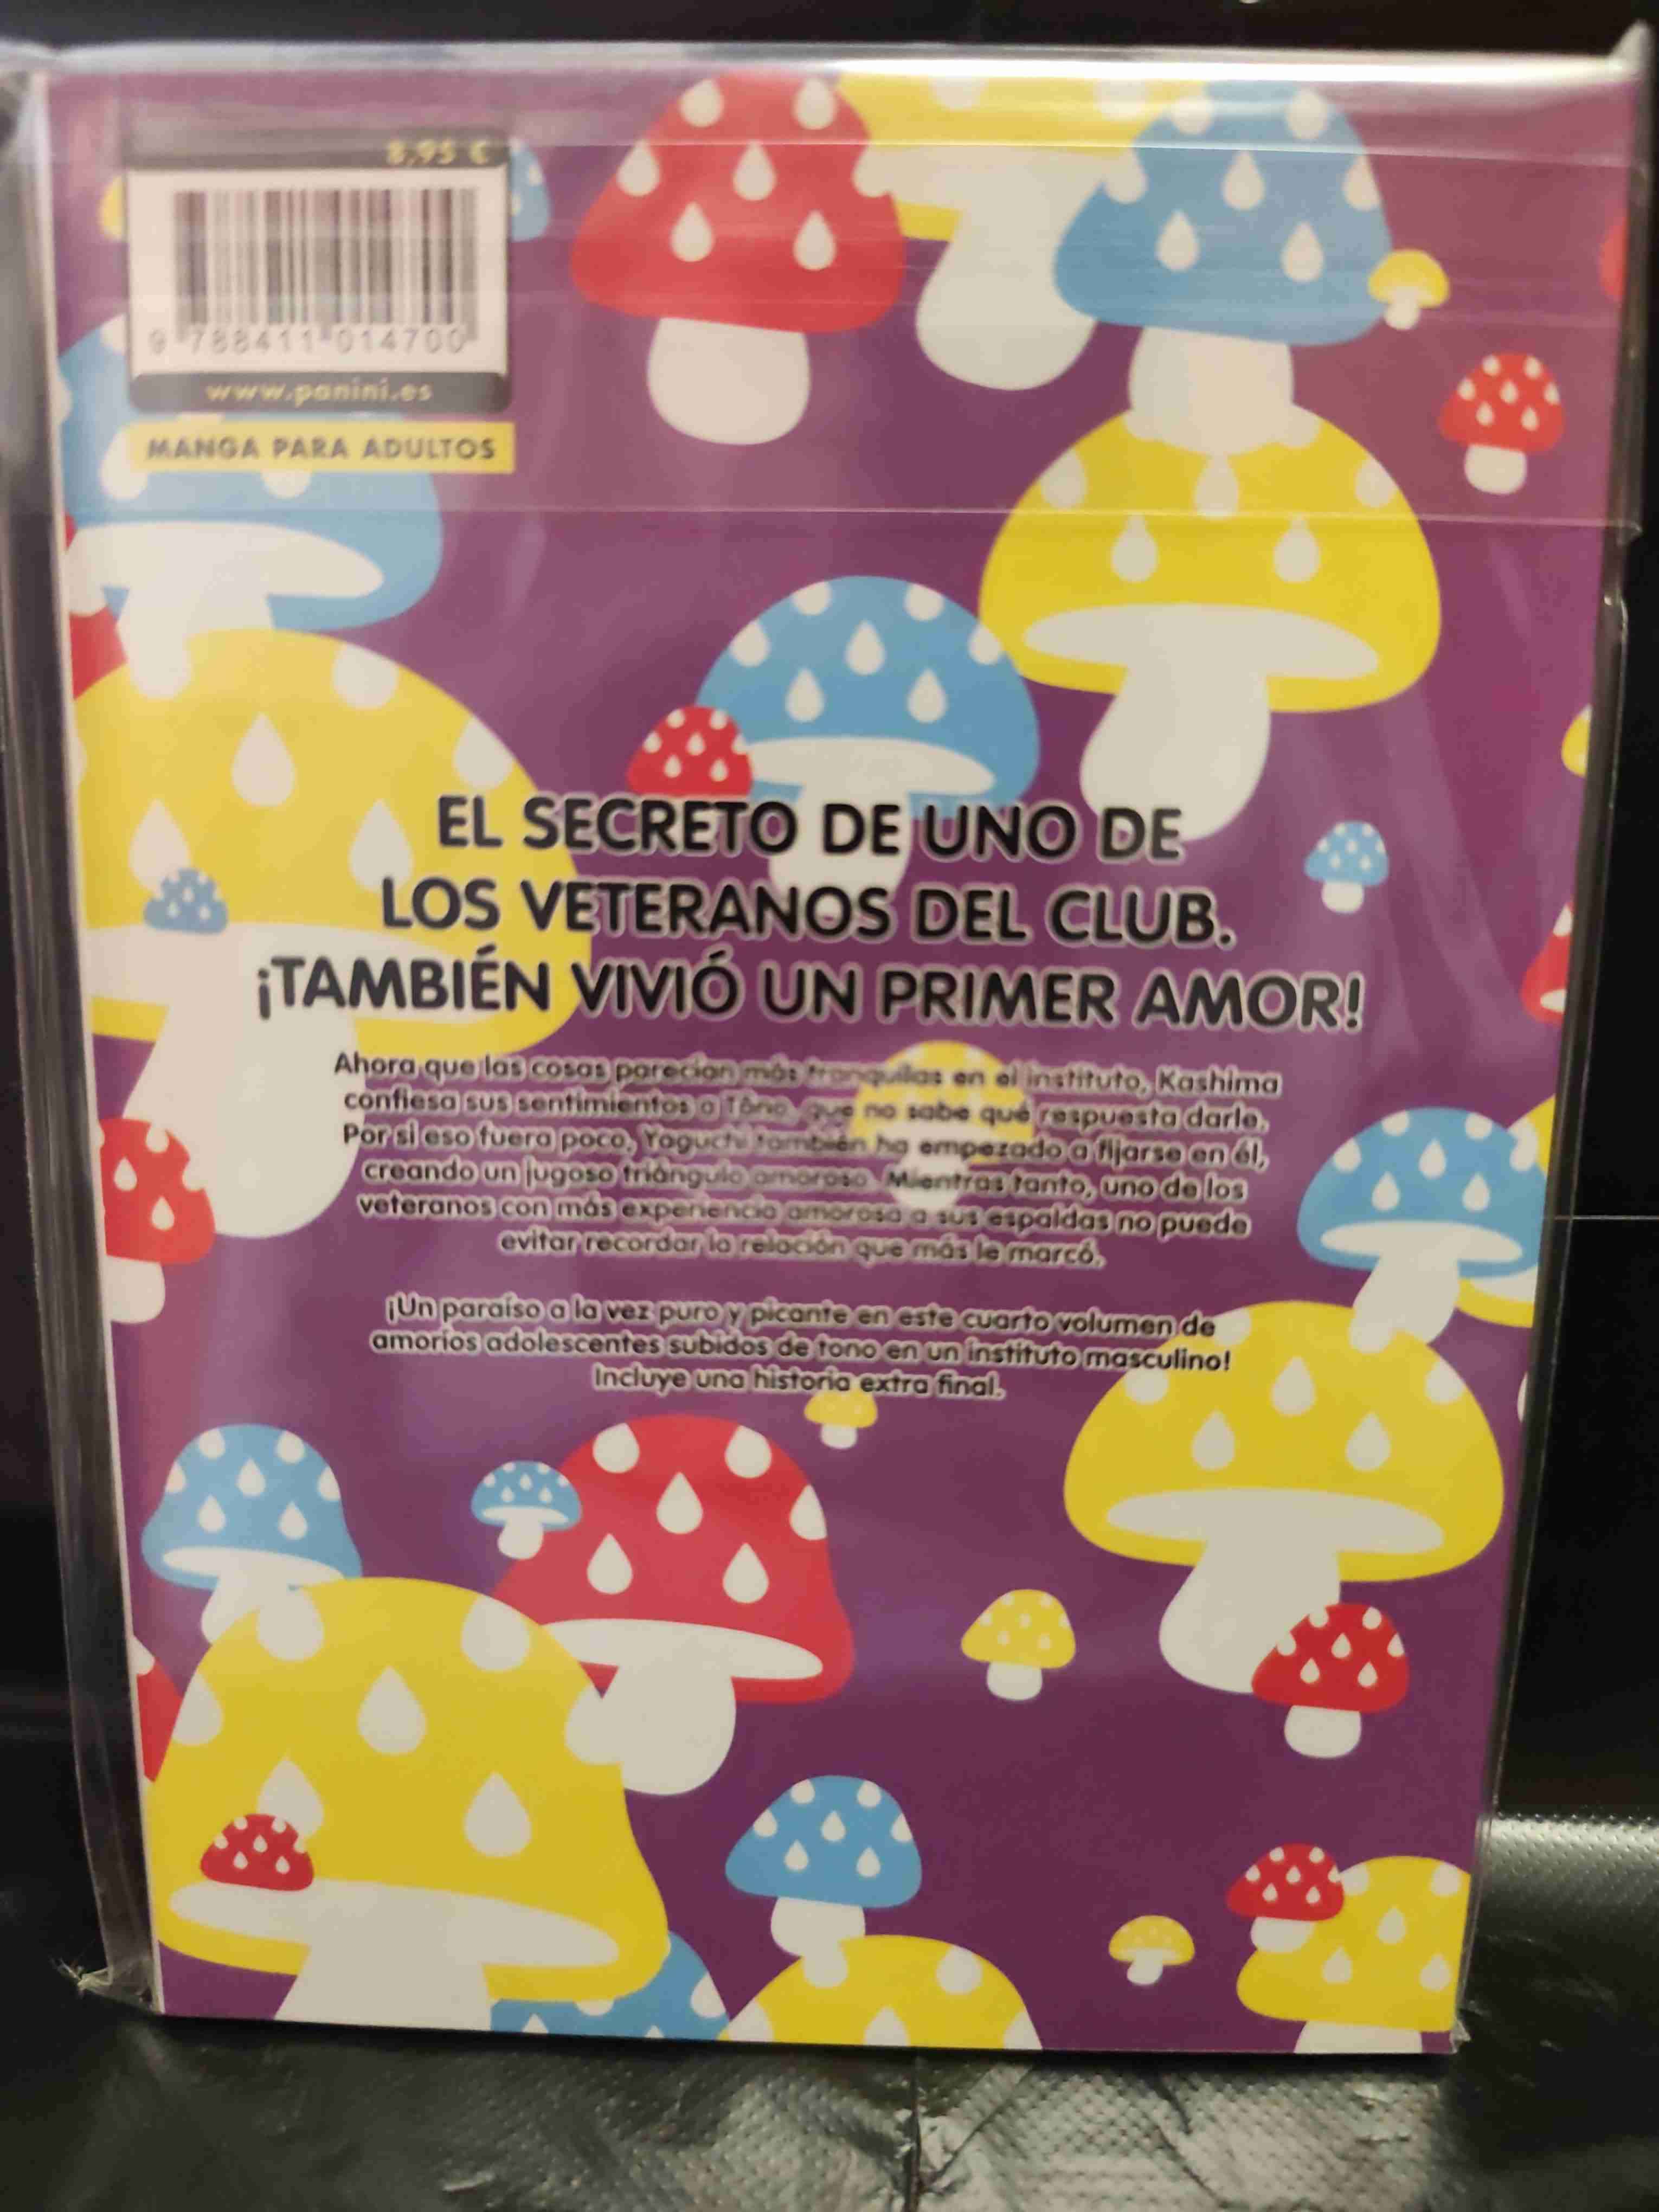 8,95 €
9 788411 014700
www.panini.es
MANGA PARA ADULTOS
EL SECRETO DE UNO DE
LOS VETERANOS DEL CLUB.
¡TAMBIÉN VIVIÓ UN PRIMER AMOR!
Ahora que las cosas parecían más tranquilas en el instituto, Kashima
confiesa sus sentimientos a Tôno, que no sabe qué respuesta darle.
Por si eso fuera poco, Yaguchi también ha empezado a fijarse en él,
creando un jugoso triángulo amoroso. Mientras tanto, uno de los
veteranos con más experiencia amorosa a sus espaldas no puede
evitar recordar la relación que más le marcó.
¡Un paraíso a la vez puro y picante en este cuarto volumen de
amoríos adolescentes subidos de tono en un instituto masculino!
Incluye una historia extra final.